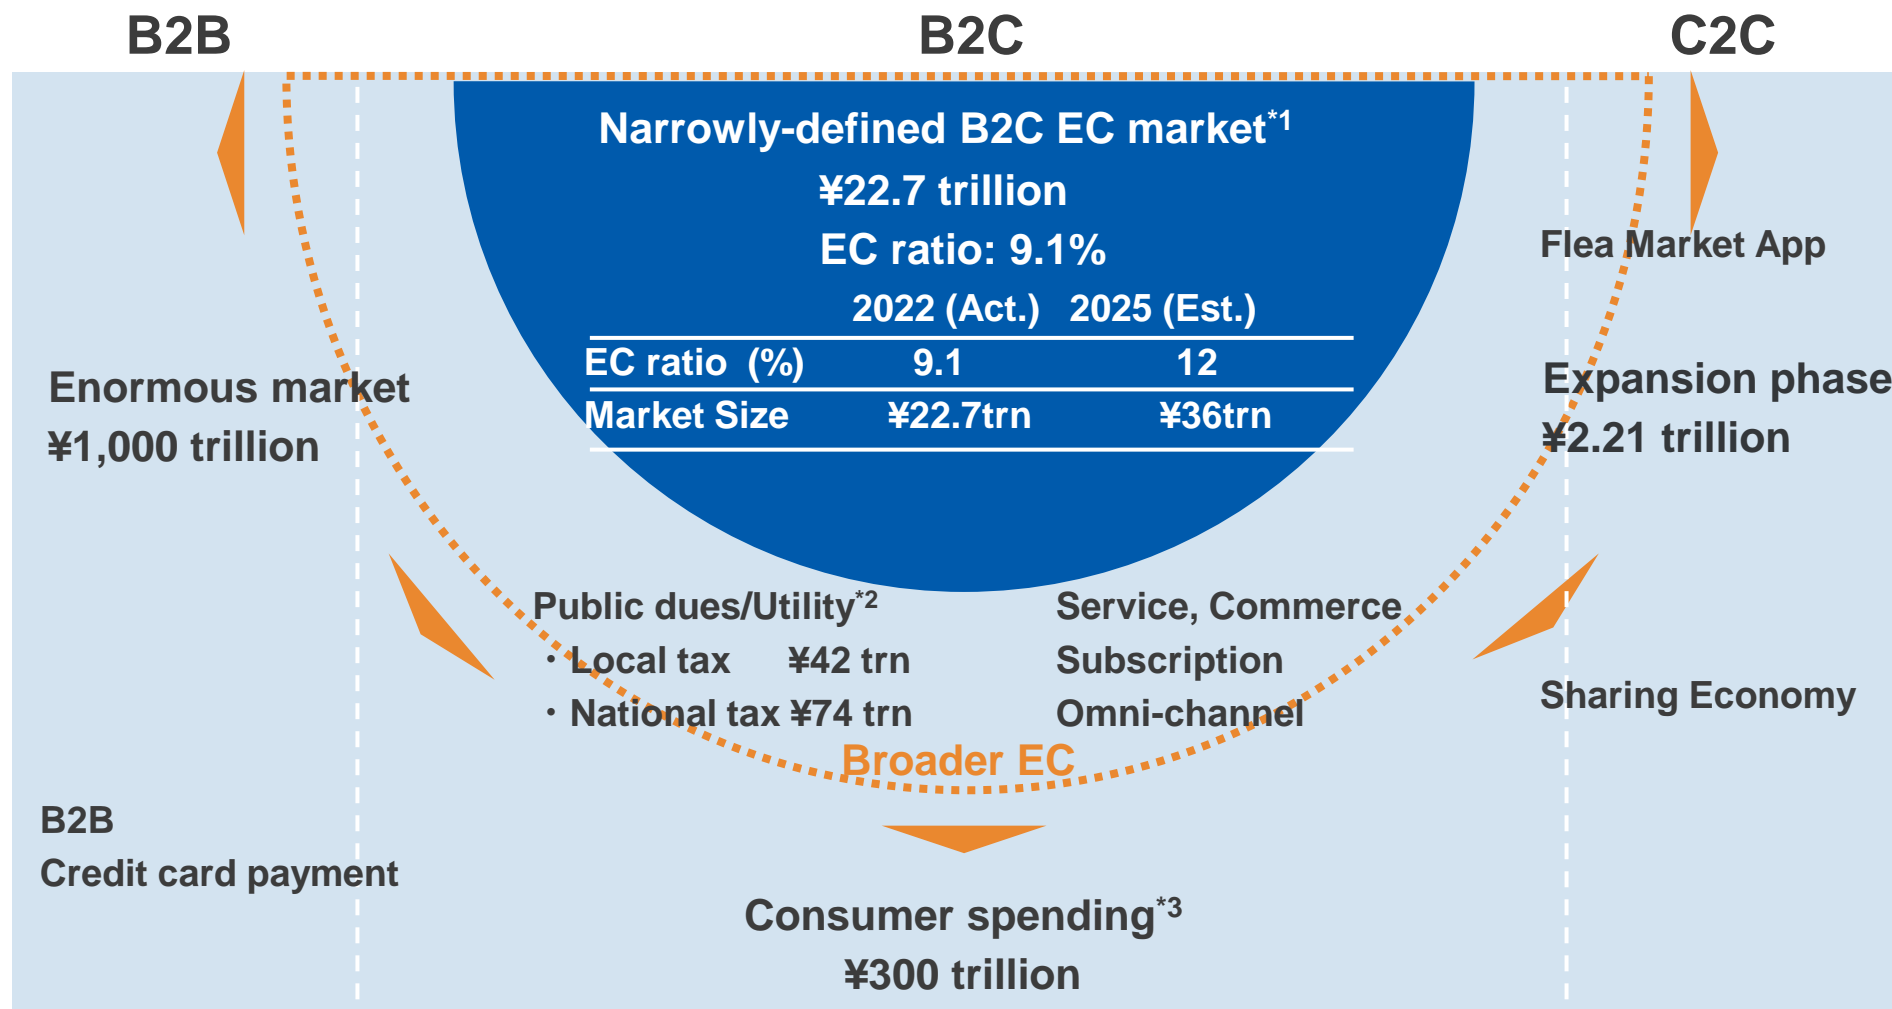 B2B B2C C2C
Narrowly-defined B2C EC market*1
¥22.7 trillion
EC ratio: 9.1%
2022 (Act.) 2025 (Est.)
EC ratio (%) 9.1 12
Market Size ¥22.7trn ¥36trn
Enormous market
¥1,000 trillion
B2B
Credit card payment
Public dues/Utility*2
・Local tax ¥42 trn
・National tax ¥74 trn
Service, Commerce
Subscription
Omni-channel
Broader EC
Consumer spending*3
¥300 trillion
Flea Market App
Expansion phase
¥2.21 trillion
Sharing Economy